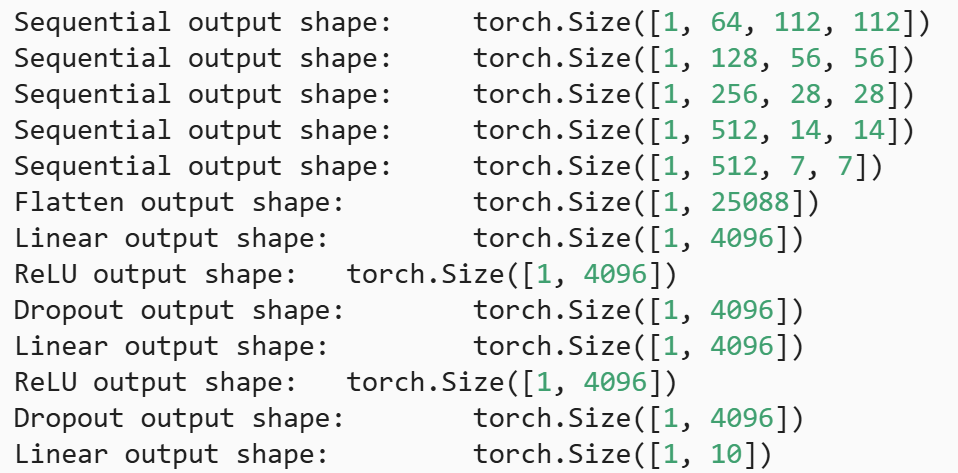 Sequential output shape:     torch.Size([1, 64, 112, 112])
Sequential output shape:     torch.Size([1, 128, 56, 56])
Sequential output shape:     torch.Size([1, 256, 28, 28])
Sequential output shape:     torch.Size([1, 512, 14, 14])
Sequential output shape:     torch.Size([1, 512, 7, 7])
Flatten output shape:        torch.Size([1, 25088])
Linear output shape:         torch.Size([1, 4096])
ReLU output shape:   torch.Size([1, 4096])
Dropout output shape:        torch.Size([1, 4096])
Linear output shape:         torch.Size([1, 4096])
ReLU output shape:   torch.Size([1, 4096])
Dropout output shape:        torch.Size([1, 4096])
Linear output shape:         torch.Size([1, 10])